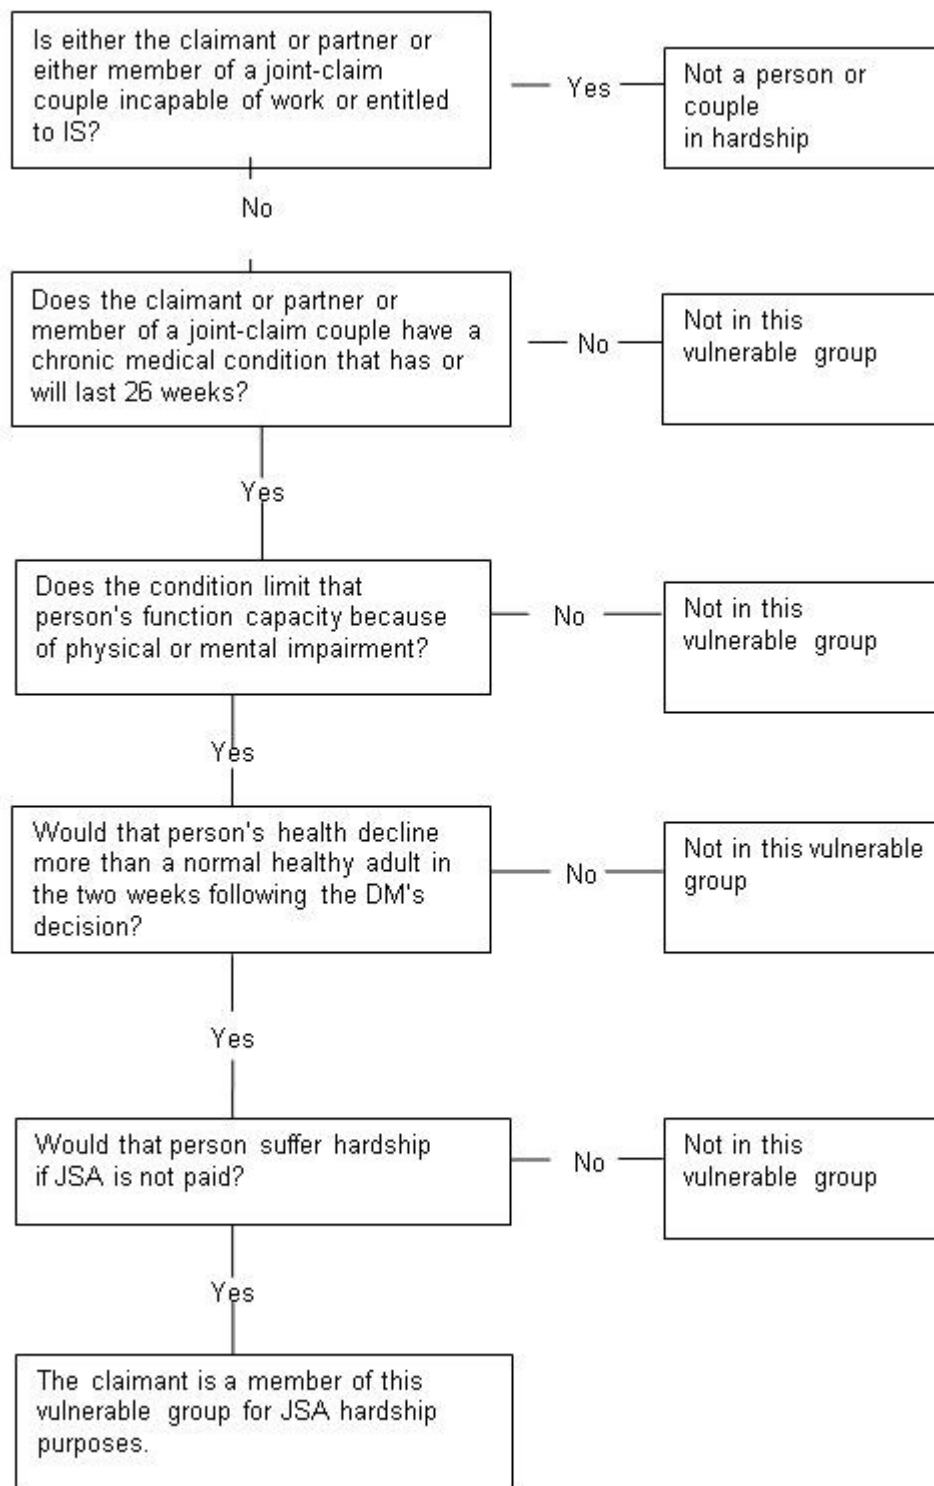 Is either the claimant or partner or
either member of a joint-claim
couple incapable of work or entitled
to IS?
Yes
Not a person or
couple
in hardship
No
Does the claimant or partner or
member of a joint-claim couple have a
chronic medical condition that has or
will last 26 weeks?
No
Not in this
vulnerable group
Yes
Does the condition limit that
person's function capacity because
of physical or mental impairment?
No
Not in this
vulnerable group
Yes
Would that person's health decline
more than a normal healthy adult in
the two weeks following the DM's
decision?
No
Not in this vulnerable
group
Yes
Would that person suffer hardship
if JSA is not paid?
No
Not in this
vulnerable group
Yes
The claimant is a member of this
vulnerable group for JSA hardship
purposes.